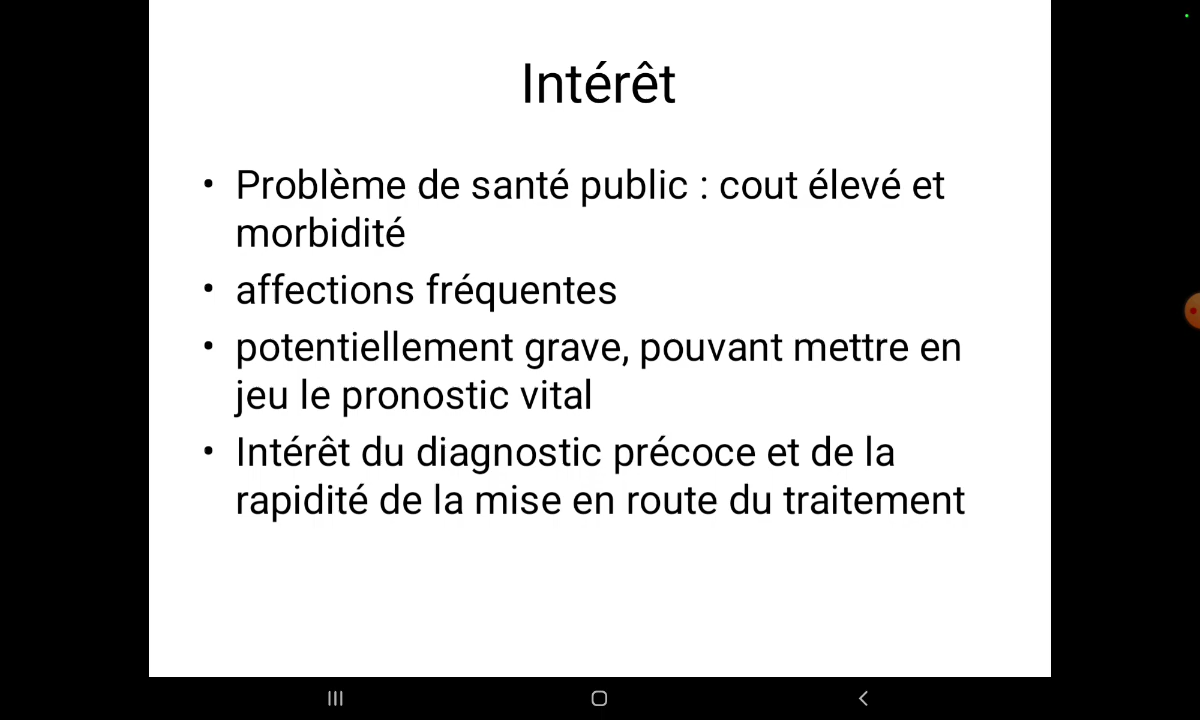 Intérêt
• Problème de santé public : cout élevé et
morbidité
• affections fréquentes
• potentiellement grave, pouvant mettre en
jeu le pronostic vital
• Intérêt du diagnostic précoce et de la
rapidité de la mise en route du traitement